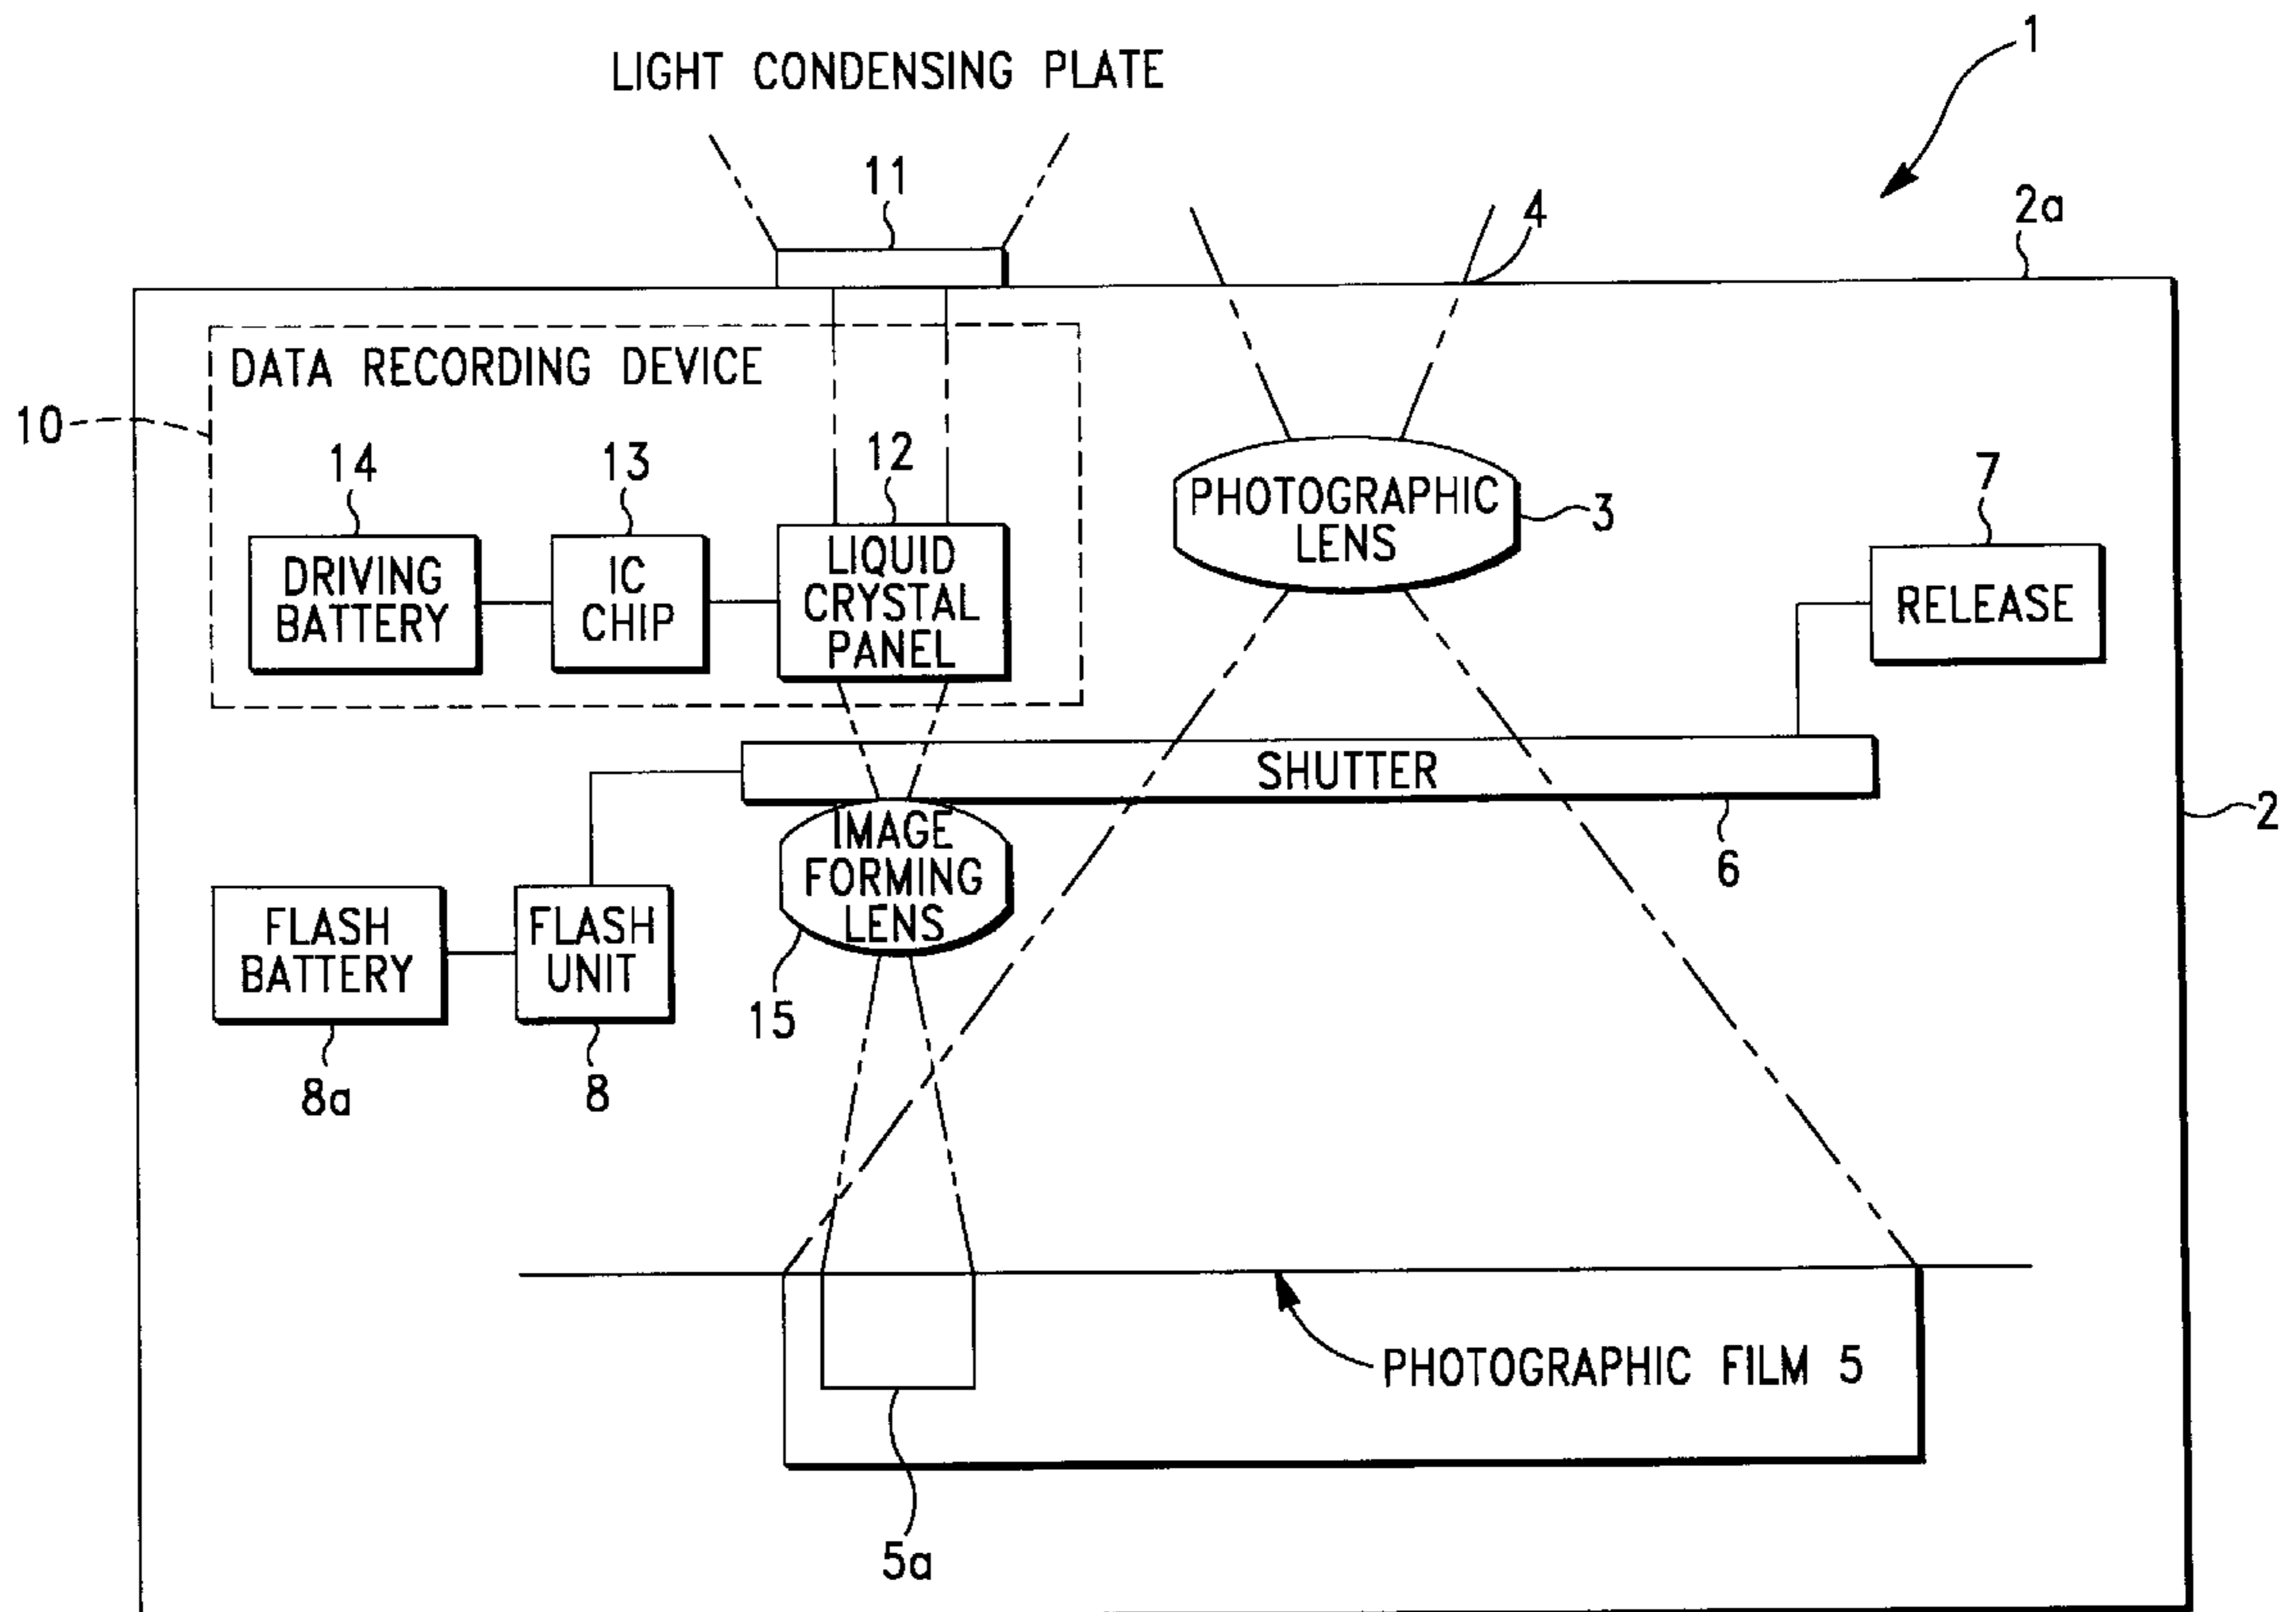 1
LIGHT CONDENSING PLATE
11
4
2a
DATA RECORDING DEVICE
10
14
13
12
7
DRIVING
BATTERY
IC
CHIP
LIQUID
CRYSTAL
PANEL
PHOTOGRAPHIC
LENS
3
RELEASE
SHUTTER
2
6
IMAGE
FORMING
LENS
FLASH
BATTERY
FLASH
UNIT
15
8a
8
PHOTOGRAPHIC FILM 5
5a